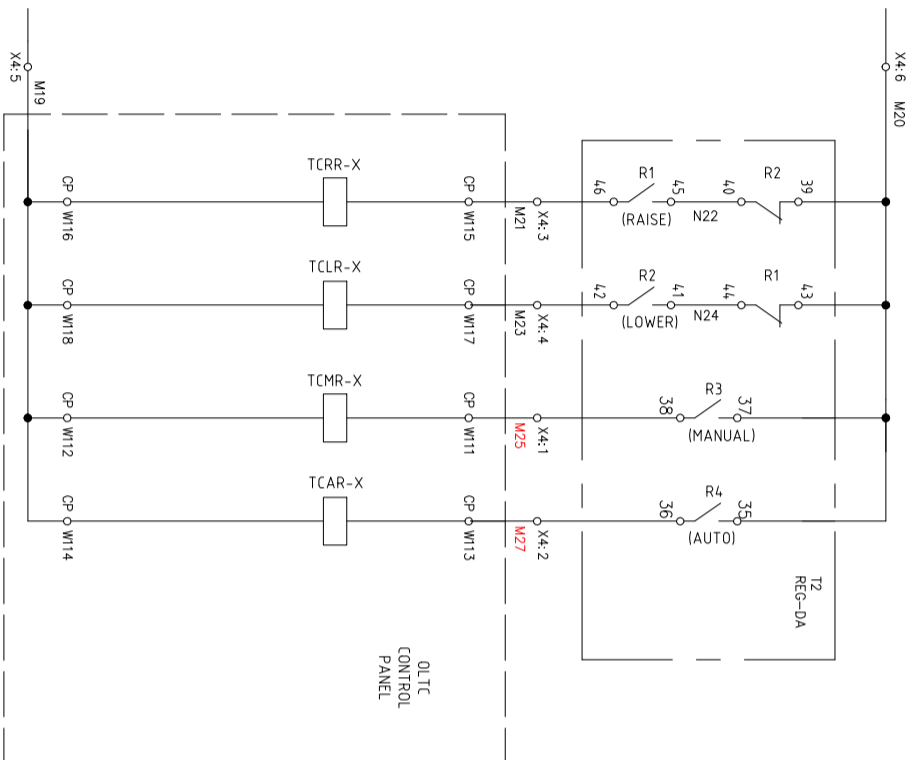 X4:5
M19
X4:6
M20
TCRR-X
CP
W116
CP
W115
M21
X4:3
46
R1
45
(RAISE)
N22
40
R2
39
TCLR-X
CP
W118
CP
W117
M23
X4:4
42
R2
41
(LOWER)
N24
44
R1
43
TCMR-X
CP
W112
CP
W111
M25
X4:1
38
R3
37
(MANUAL)
TCAR-X
CP
W114
CP
W113
M27
X4:2
36
R4
35
(AUTO)
T2
REG-DA
OLTC
CONTROL
PANEL